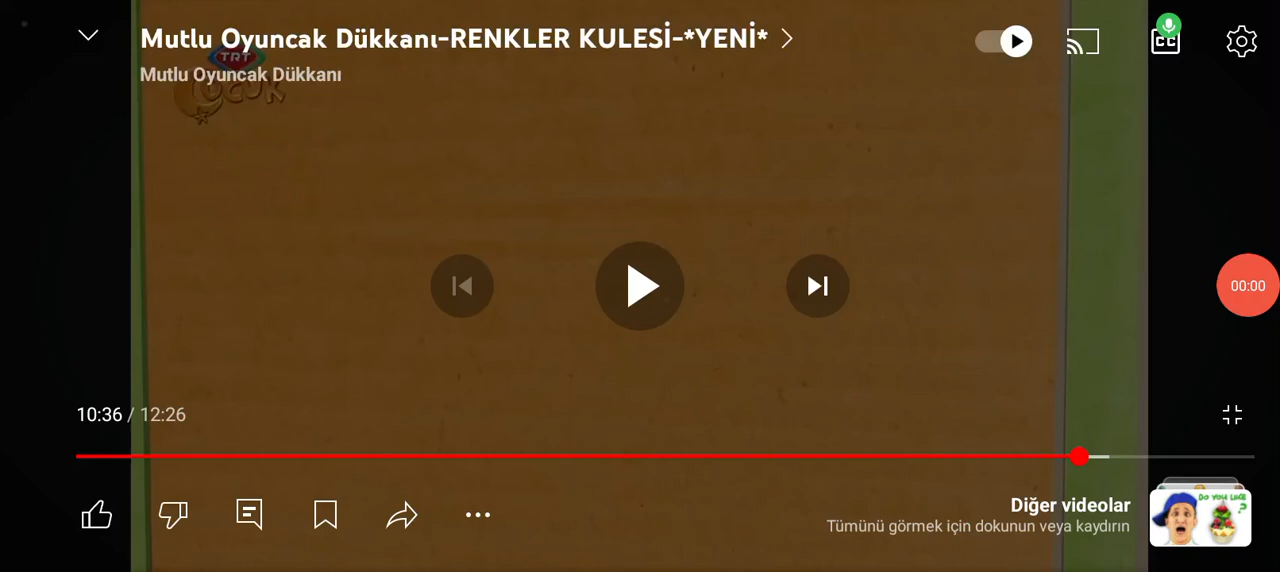 Mutlu Oyuncak Dükkanı-RENKLER KULESİ-*YENİ*
Mutlu Oyuncak Dükkanı
TRT
ÇOCUK
CC
00:00
10:36 / 12:26
Diğer videolar
Tümünü görmek için dokunun veya kaydırın
DO YOU LIKE
?